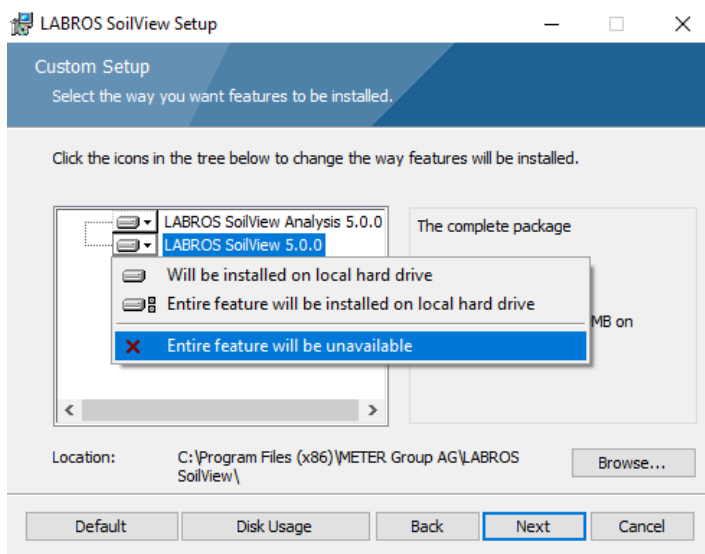 LABROS SoilView Setup
Custom Setup
Select the way you want features to be installed.
Click the icons in the tree below to change the way features will be installed.
LABROS SoilView Analysis 5.0.0
LABROS SoilView 5.0.0
The complete package
Will be installed on local hard drive
Entire feature will be installed on local hard drive
MB on
Entire feature will be unavailable
Location:
C:\Program Files (x86)\METER Group AG\LABROS
SoilView\
Browse...
Default
Disk Usage
Back
Next
Cancel